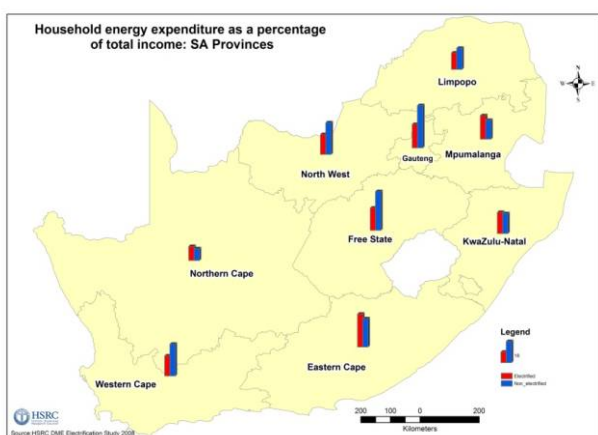 Household energy expenditure as a percentage
of total income: SA Provinces
N
W E
S
Limpopo
Gauteng
Mpumalanga
North West
Free State
KwaZulu-Natal
Northern Cape
Legend
Electrified
Non_electrified
Eastern Cape
Western Cape
200 100 0 200
Kilometers
HSRC
Source HSRC DME Electrification Study 2008